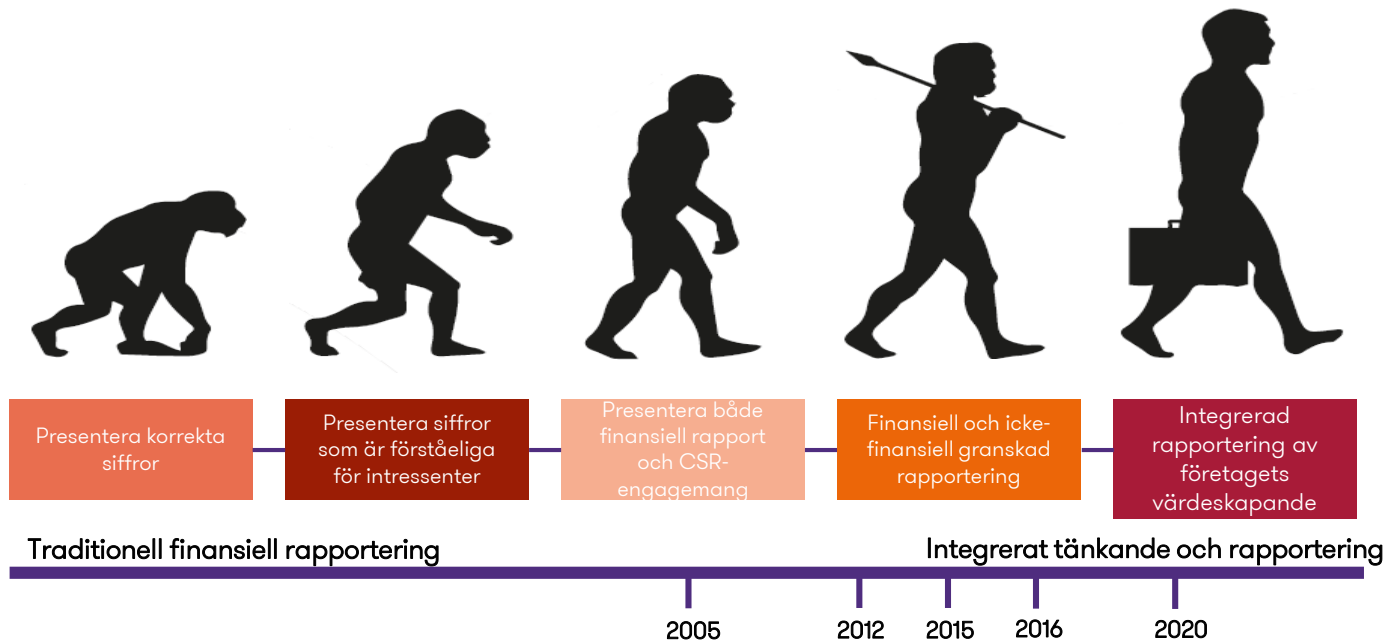 Presentera korrekta
siffror
Presentera siffror
som är förståeliga
för intressenter
Presentera både
finansiell rapport
och CSR-
engagemang
Finansiell och icke-
finansiell granskad
rapportering
Integrerad
rapportering av
företagets
värdeskapande
Traditionell finansiell rapportering
Integrerat tänkande och rapportering
2005
2012
2015
2016
2020